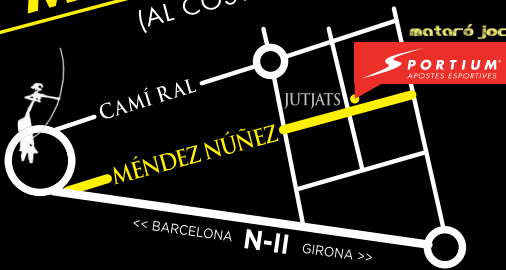 (AL COS
mataró joc
SPORTIUM
APOSTES ESPORTIVES
CAMÍ RAL
JUTJATS
MÉNDEZ NÚÑEZ
<< BARCELONA N-II GIRONA >>